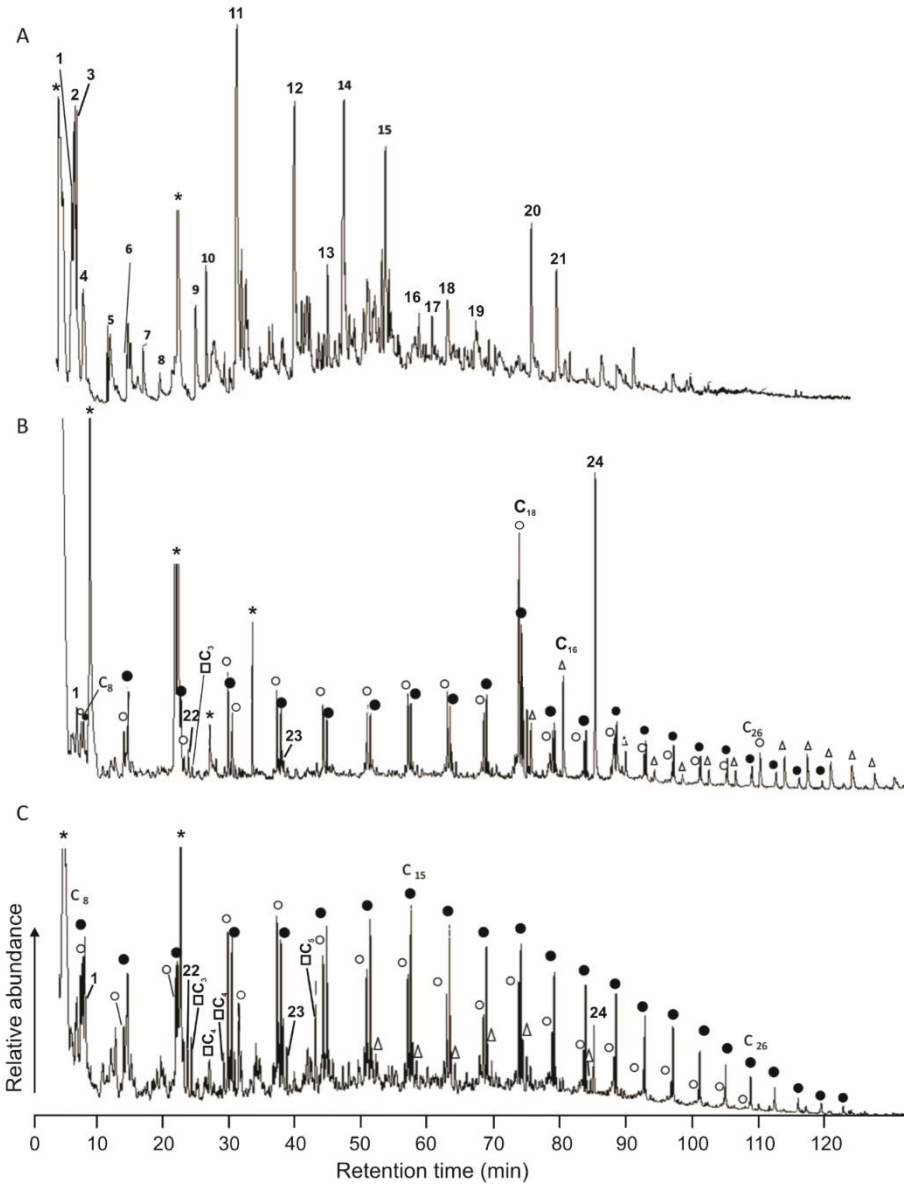 A
11
1
3
*
2
12
14
15
*
6
20
4
13
10
21
9
18
5
16
17
19
7
8
B
*
24
C18
*
*
□C3
C16
1
C8
*
C26
22
23
C
*
*
C8
C15
□C5
22
□C3
□C4
1
24
□C4
23
C26
Relative abundance
0 10 20 30 40 50 60 70 80 90 100 110 120
Retention time (min)